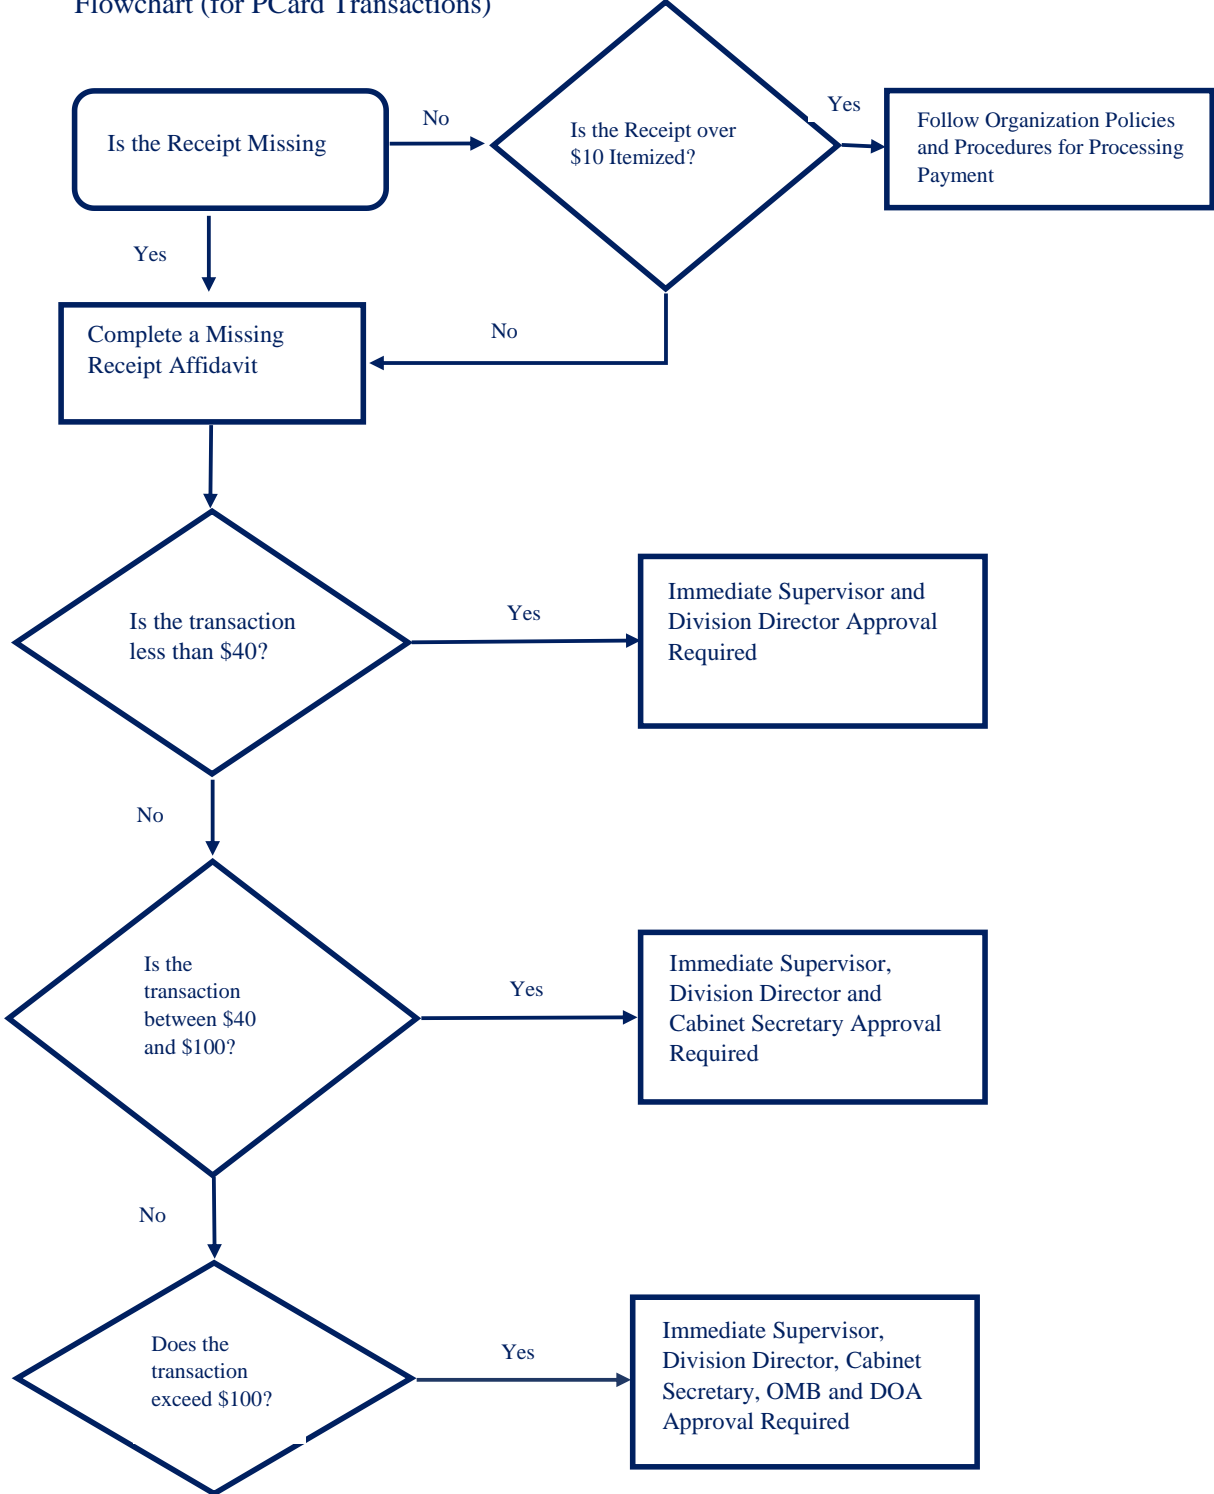 Flowchart (for PCard Transactions)
Is the Receipt Missing
No
Is the Receipt over
$10 Itemized?
Yes
Follow Organization Policies
and Procedures for Processing
Payment
Yes
Complete a Missing
Receipt Affidavit
No
Is the transaction
less than $40?
Yes
Immediate Supervisor and
Division Director Approval
Required
No
Is the
transaction
between $40
and $100?
Yes
Immediate Supervisor,
Division Director and
Cabinet Secretary Approval
Required
No
Does the
transaction
exceed $100?
Yes
Immediate Supervisor,
Division Director, Cabinet
Secretary, OMB and DOA
Approval Required